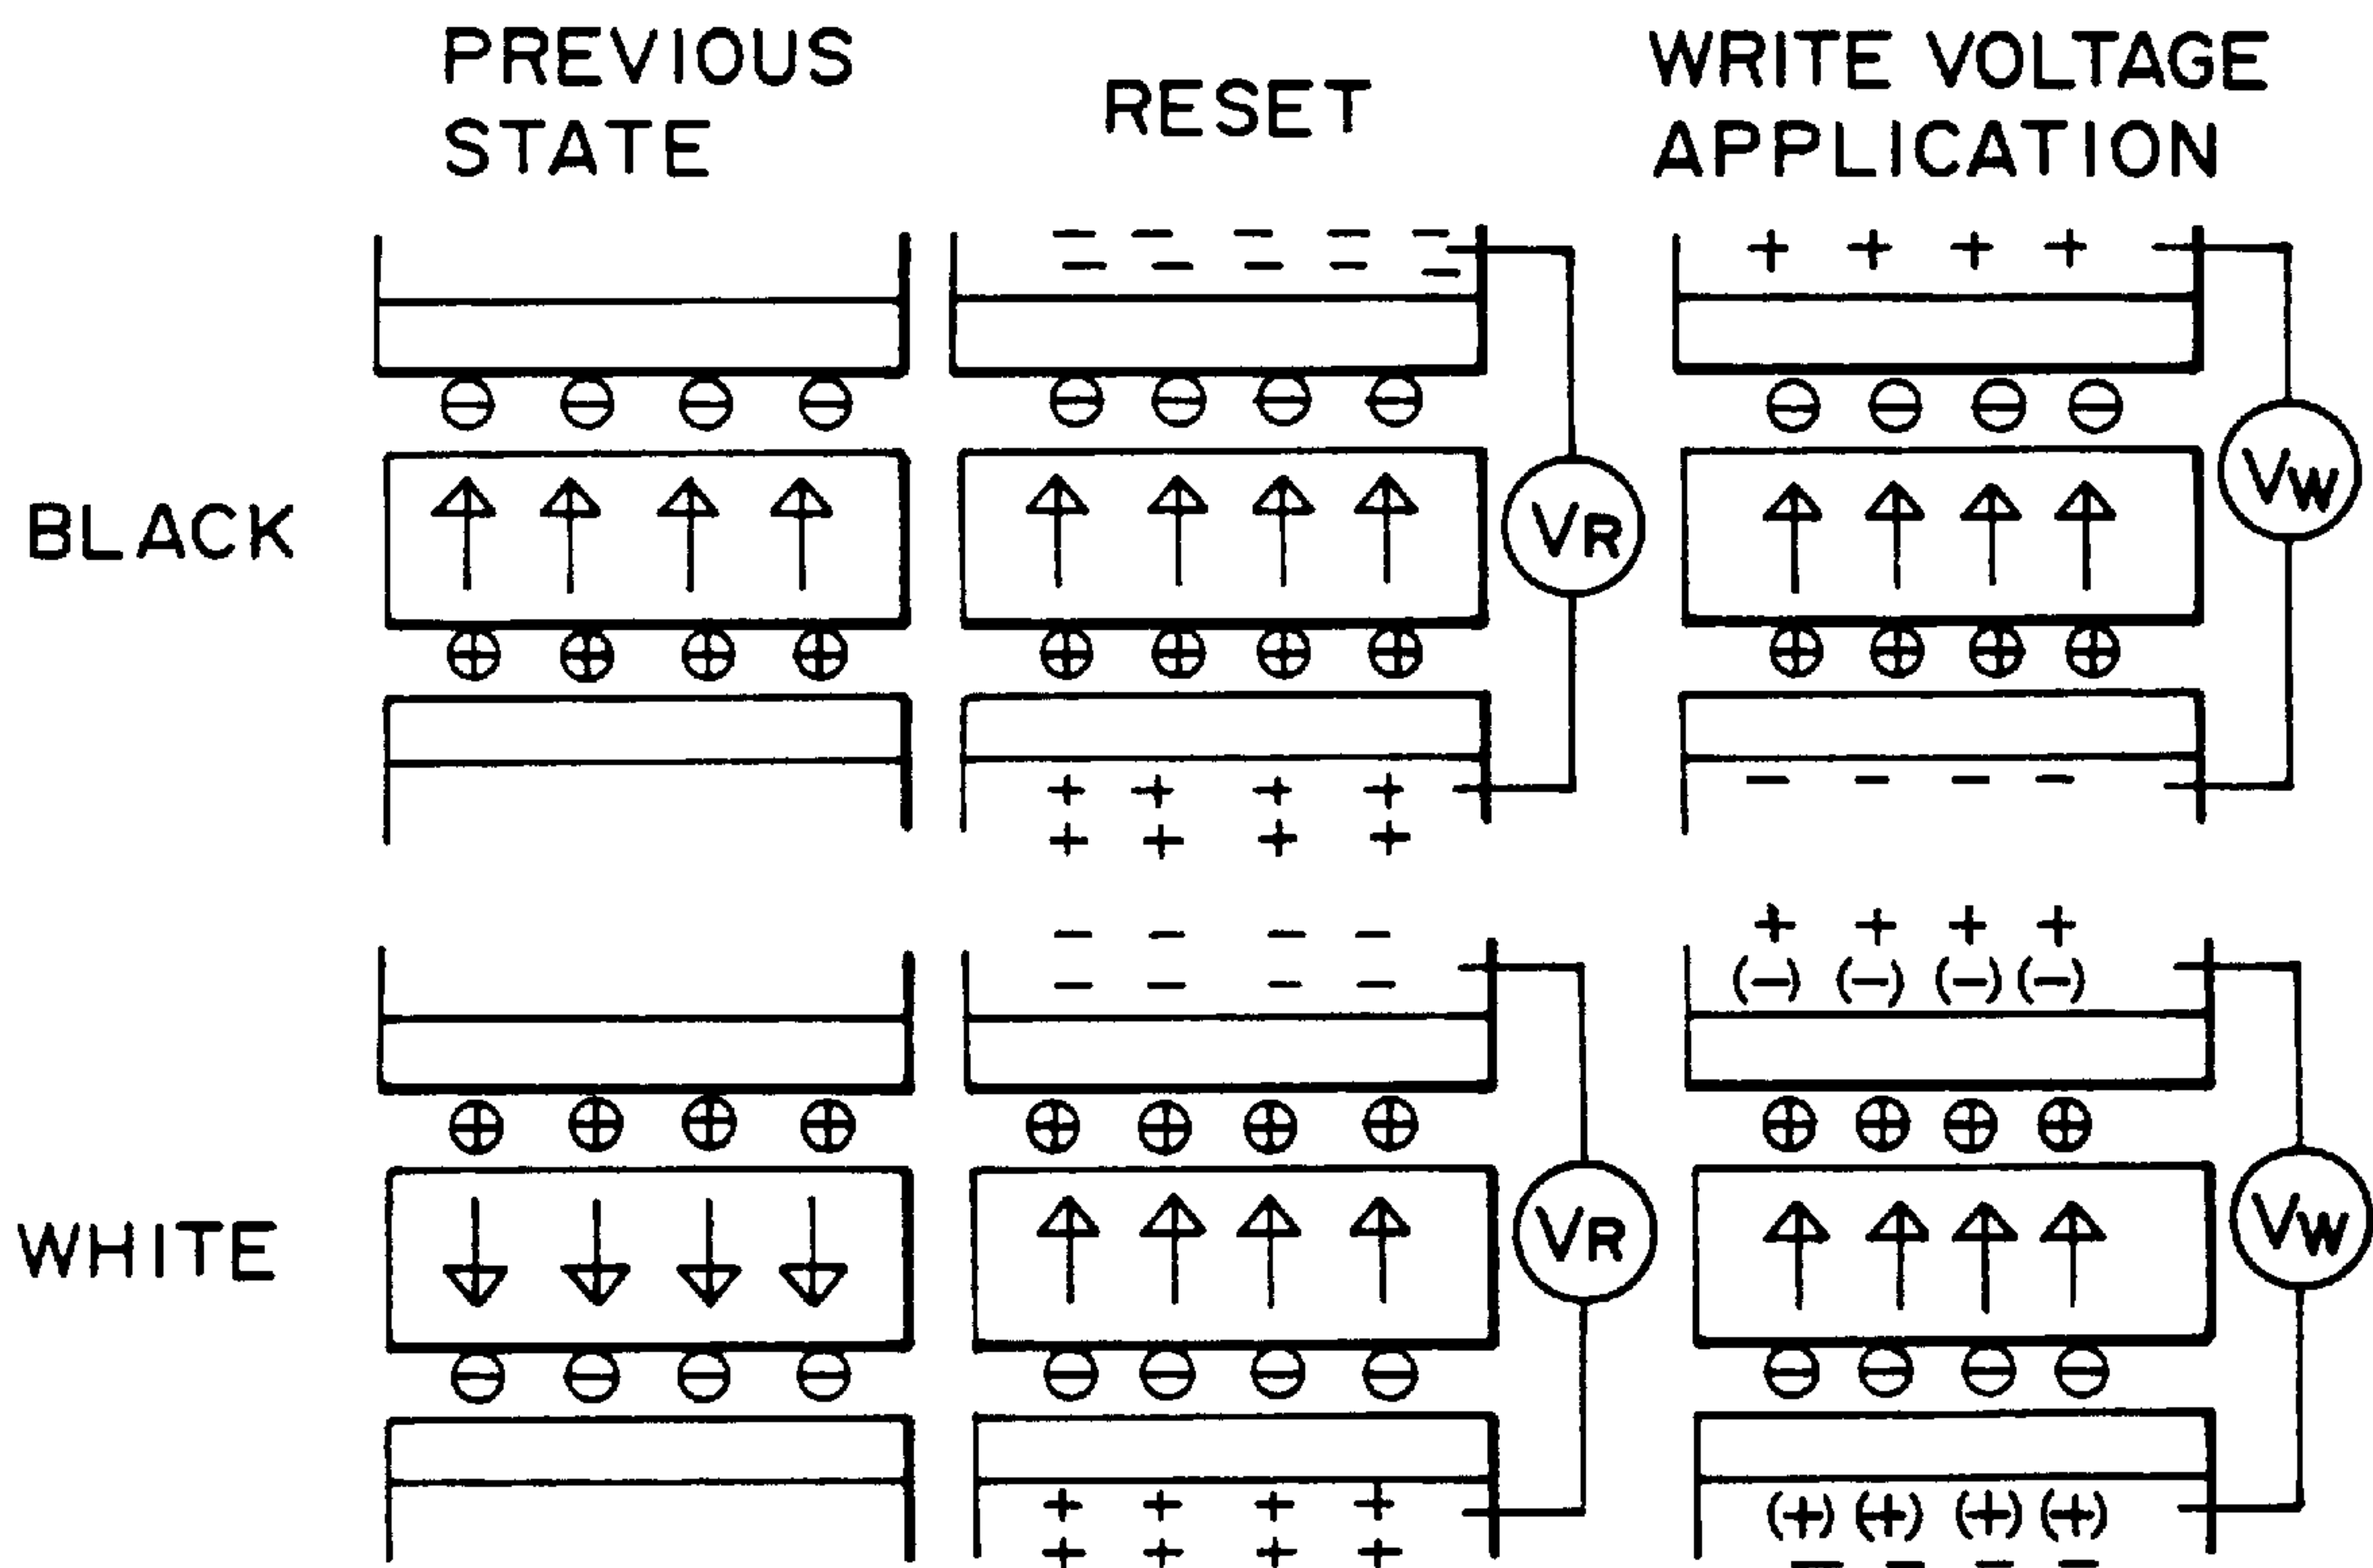 PREVIOUS
STATE
RESET
WRITE VOLTAGE
APPLICATION
− − − − −
− − − − −
+ + + +
⊖ ⊖ ⊖ ⊖ ⊖ ⊖ ⊖ ⊖ ⊖ ⊖ ⊖ ⊖
BLACK
VR
VW
⊕ ⊕ ⊕ ⊕ ⊕ ⊕ ⊕ ⊕ ⊕ ⊕ ⊕ ⊕
+ + + +
+ + + +
− − − −
− − − −
− − − −
+ + + +
(−) (−) (−) (−)
⊕ ⊕ ⊕ ⊕ ⊕ ⊕ ⊕ ⊕ ⊕ ⊕ ⊕ ⊕
WHITE
VR
VW
⊖ ⊖ ⊖ ⊖ ⊖ ⊖ ⊖ ⊖ ⊖ ⊖ ⊖ ⊖
+ + + +
+ + + +
(+) (+) (+) (+)
− − − −